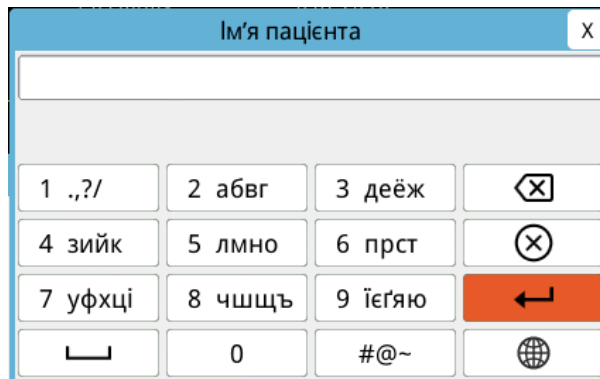 Ім’я пацієнта X
1 .,?/ 2 абвг 3 деёж
4 зийк 5 лмно 6 прст
7 уфхці 8 чшщъ 9 їєґяю
0 #@~